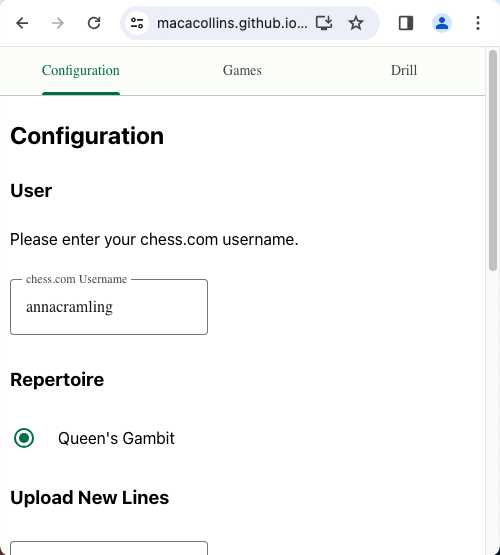 macacollins.github.io...
Configuration Games Drill
Configuration
User
Please enter your chess.com username.
chess.com Username
annacramling
Repertoire
Queen's Gambit
Upload New Lines